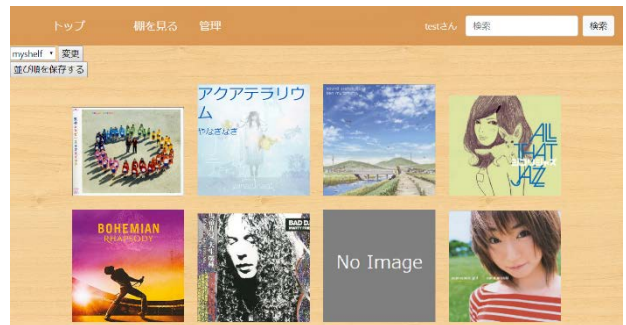 トップ
棚を見る
管理
testさん
検索
検索
myshelf
変更
並び順を保存する
アクアテラリウ
ム
やなぎなぎ
ALL
THAT
JAZZ
BOHEMIAN
RHAPSODY
No Image